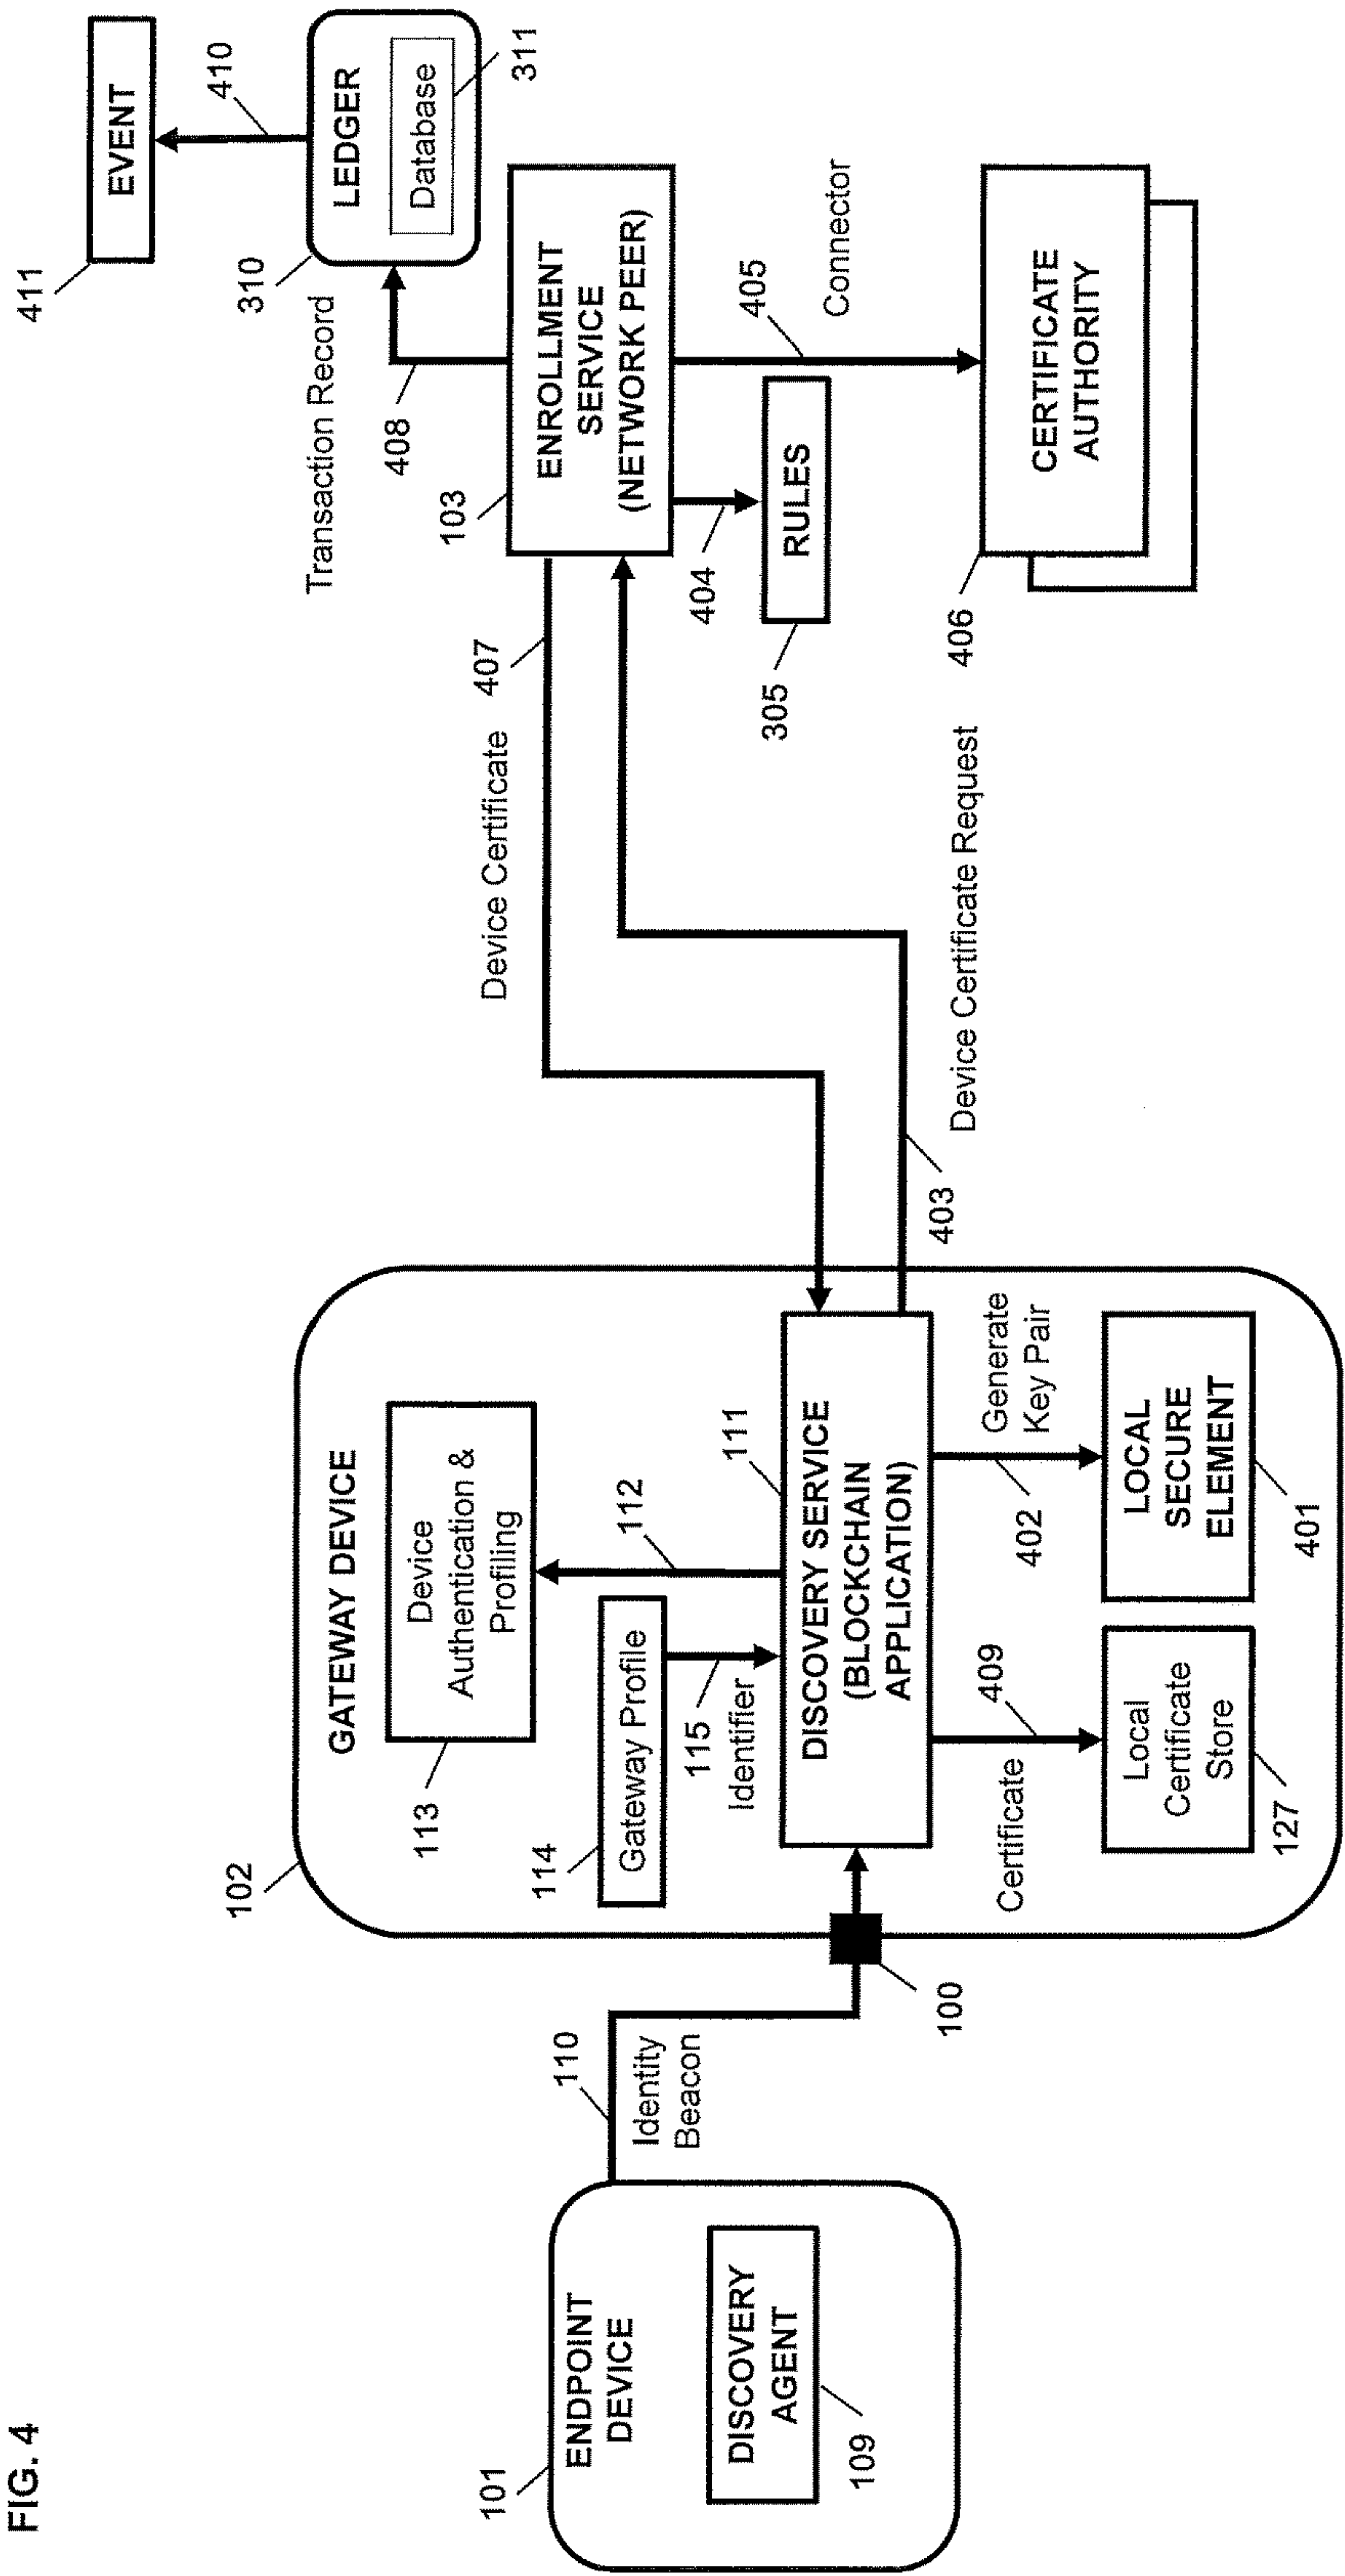 FIG. 4
101
ENDPOINT
DEVICE
DISCOVERY
AGENT
109
110
Identity
Beacon
100
102
GATEWAY DEVICE
113
Device
Authentication &
Profiling
112
114
Gateway Profile
115
Identifier
111
DISCOVERY SERVICE
(BLOCKCHAIN
APPLICATION)
Certificate
409
402
Generate
Key Pair
Local
Certificate
Store
127
LOCAL
SECURE
ELEMENT
401
Device Certificate
407
403
Device Certificate Request
411
EVENT
410
310
LEDGER
Database
311
Transaction Record
408
103
ENROLLMENT
SERVICE
(NETWORK PEER)
404
405
Connector
305
RULES
406
CERTIFICATE
AUTHORITY